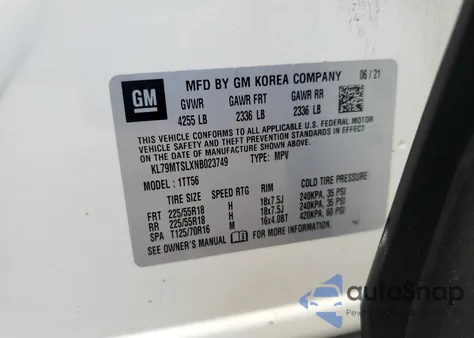 GM
MFD BY GM KOREA COMPANY 06/21
GVWR GAWR FRT GAWR RR
4255 LB 2336 LB 2336 LB
THIS VEHICLE CONFORMS TO ALL APPLICABLE U.S. FEDERAL MOTOR
VEHICLE SAFETY AND THEFT PREVENTION STANDARDS IN EFFECT
ON THE DATE OF MANUFACTURE SHOWN ABOVE.
KL79MTSLXNB023749 TYPE: MPV
MODEL: 1TT56
TIRE SIZE SPEED RTG RIM COLD TIRE PRESSURE
FRT 225/55R18 H 18x7.5J 240KPA, 35 PSI
RR 225/55R18 H 18x7.5J 240KPA, 35 PSI
SPA T125/70R16 M 16x4.0BT 420KPA, 60 PSI
SEE OWNER'S MANUAL FOR ADDITIONAL INFORMATION.
autoSnap